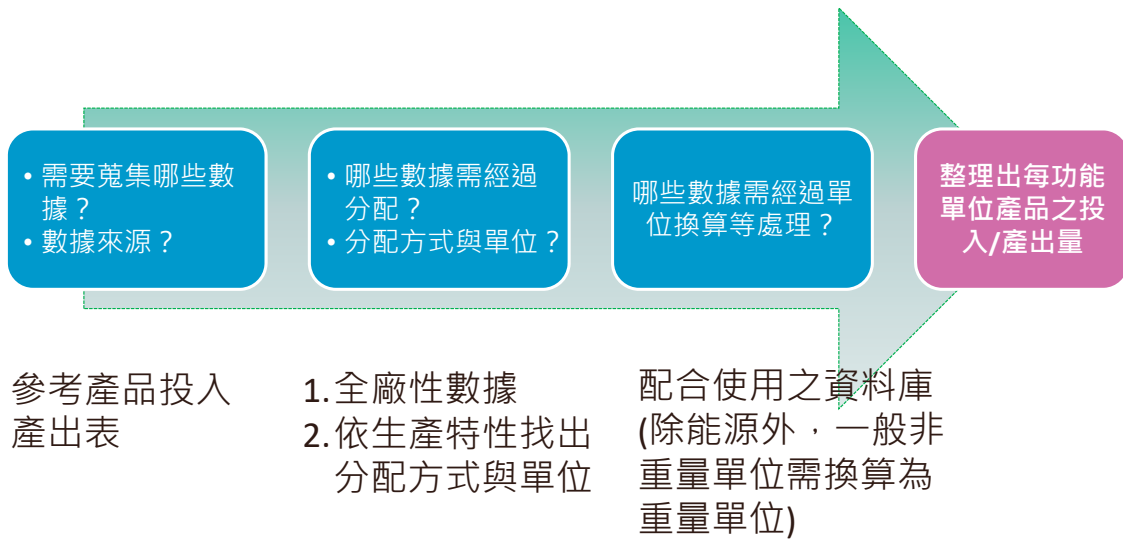 • 需要蒐集哪些數
據？
• 數據來源？
• 哪些數據需經過
分配？
• 分配方式與單位？
哪些數據需經過單
位換算等處理？
整理出每功能
單位產品之投
入/產出量
參考產品投入
產出表
1.全廠性數據
2.依生產特性找出
分配方式與單位
配合使用之資料庫
(除能源外，一般非
重量單位需換算為
重量單位)